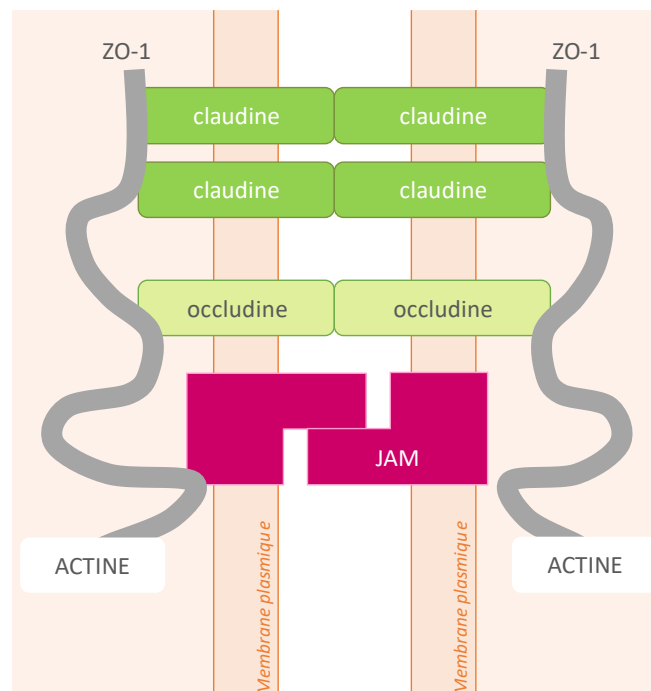 ZO-1
ZO-1
claudine
claudine
claudine
claudine
occludine
occludine
JAM
ACTINE
ACTINE
Membrane plasmique
Membrane plasmique